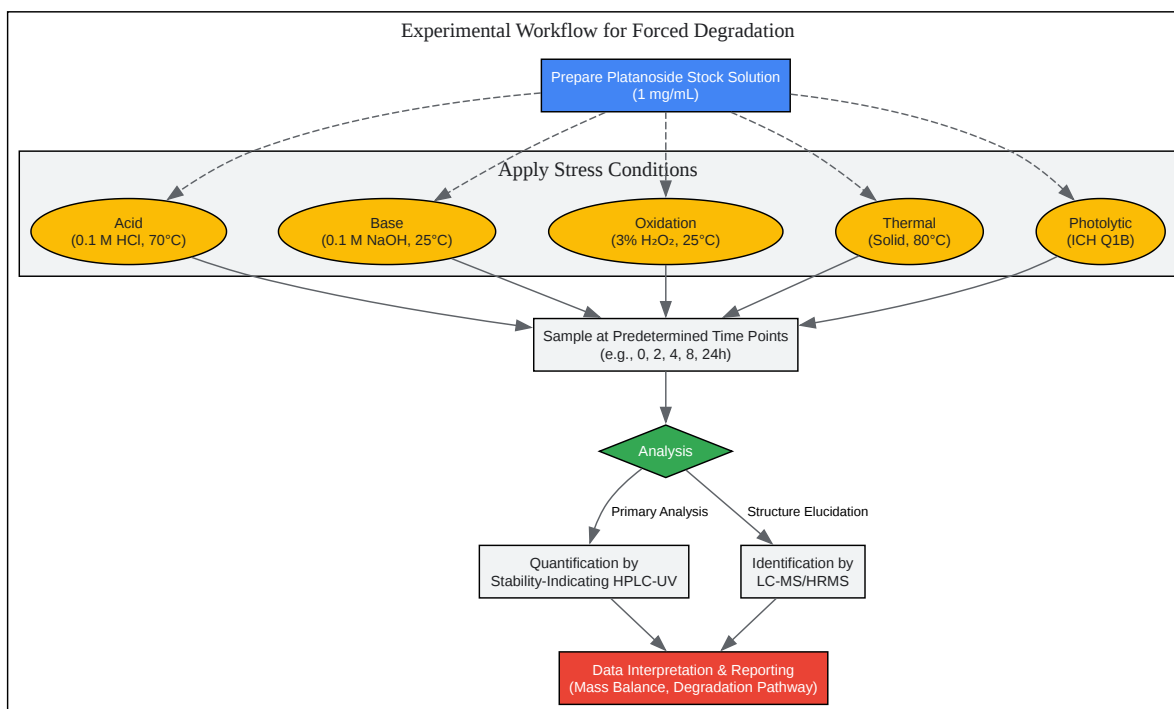 Experimental Workflow for Forced Degradation
Prepare Platanoside Stock Solution
(1 mg/mL)
Apply Stress Conditions
Acid
(0.1 M HCl, 70°C)
Base
(0.1 M NaOH, 25°C)
Oxidation
(3% H₂O₂, 25°C)
Thermal
(Solid, 80°C)
Photolytic
(ICH Q1B)
Sample at Predetermined Time Points
(e.g., 0, 2, 4, 8, 24h)
Analysis
Primary Analysis
Structure Elucidation
Quantification by
Stability-Indicating HPLC-UV
Identification by
LC-MS/HRMS
Data Interpretation & Reporting
(Mass Balance, Degradation Pathway)